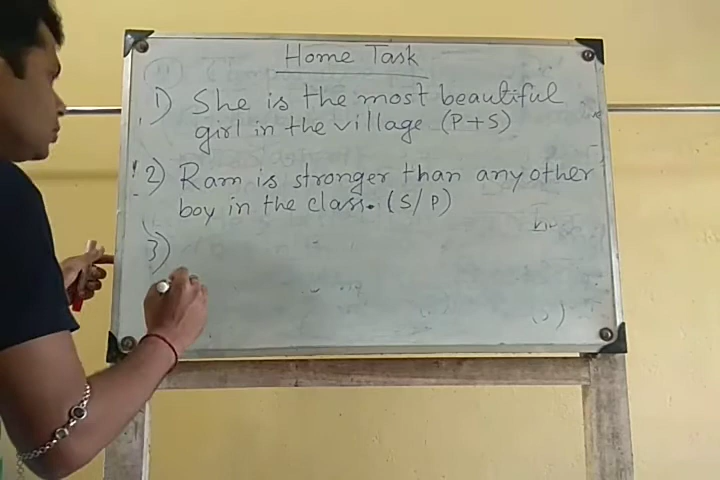 Home Task
1) She is the most beautiful
girl in the village (P+S)
2) Ram is stronger than any other
boy in the class. (S/P)
3)